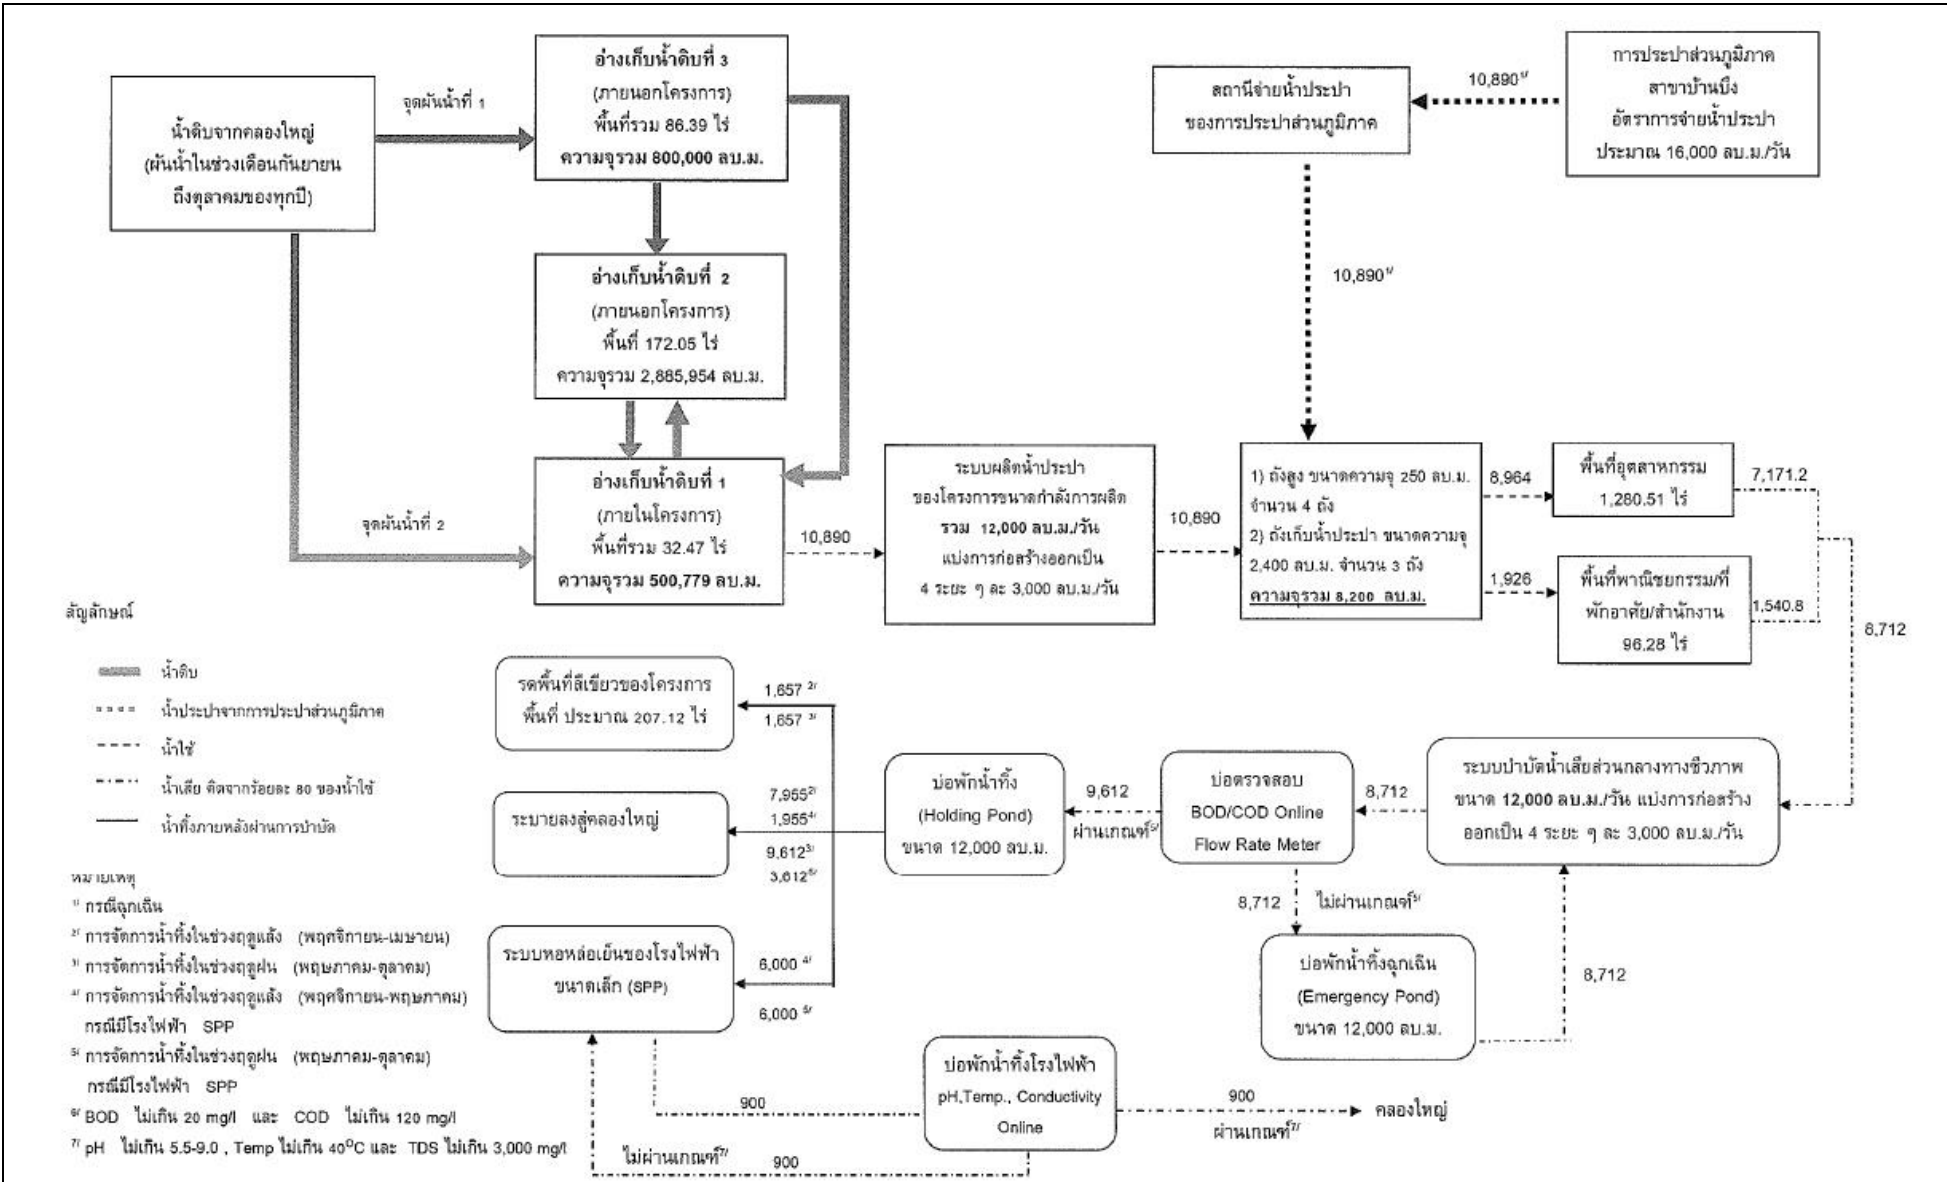 น้ำดิบจากคลองใหญ่
(ผันน้ำในช่วงเดือนกันยายน
ถึงตุลาคมของทุกปี)
จุดผันน้ำที่ 1
อ่างเก็บน้ำดิบที่ 3
(ภายนอกโครงการ)
พื้นที่รวม 86.39 ไร่
ความจุรวม 800,000 ลบ.ม.
สถานีจ่ายน้ำประปา
ของการประปาส่วนภูมิภาค
10,890 1/
การประปาส่วนภูมิภาค
สาขาบ้านบึง
อัตราการจ่ายน้ำประปา
ประมาณ 16,000 ลบ.ม./วัน
10,890 1/
อ่างเก็บน้ำดิบที่ 2
(ภายนอกโครงการ)
พื้นที่ 172.05 ไร่
ความจุรวม 2,885,954 ลบ.ม.
จุดผันน้ำที่ 2
อ่างเก็บน้ำดิบที่ 1
(ภายในโครงการ)
พื้นที่รวม 32.47 ไร่
ความจุรวม 500,779 ลบ.ม.
10,890
ระบบผลิตน้ำประปา
ของโครงการขนาดกำลังการผลิต
รวม 12,000 ลบ.ม./วัน
แบ่งการก่อสร้างออกเป็น
4 ระยะ ๆ ละ 3,000 ลบ.ม./วัน
10,890
1) ถังสูง ขนาดความจุ 250 ลบ.ม.
จำนวน 4 ถัง
2) ถังเก็บน้ำประปา ขนาดความจุ
2,400 ลบ.ม. จำนวน 3 ถัง
ความจุรวม 8,200 ลบ.ม.
8,964
พื้นที่อุตสาหกรรม
1,280.51 ไร่
7,171.2
1,926
พื้นที่พาณิชยกรรม/ที่
พักอาศัย/สำนักงาน
96.28 ไร่
1,540.8
8,712
สัญลักษณ์
น้ำดิบ
น้ำประปาจากการประปาส่วนภูมิภาค
น้ำใช้
น้ำเสีย คิดจากร้อยละ 80 ของน้ำใช้
น้ำทิ้งภายหลังผ่านการบำบัด
รดพื้นที่สีเขียวของโครงการ
พื้นที่ ประมาณ 207.12 ไร่
1,657 2/
1,657 3/
ระบายลงสู่คลองใหญ่
7,955 2/
1,955 4/
9,612 3/
3,612 5/
บ่อพักน้ำทิ้ง
(Holding Pond)
ขนาด 12,000 ลบ.ม.
9,612
ผ่านเกณฑ์
บ่อตรวจสอบ
BOD/COD Online
Flow Rate Meter
8,712
ระบบบำบัดน้ำเสียส่วนกลางทางชีวภาพ
ขนาด 12,000 ลบ.ม./วัน แบ่งการก่อสร้าง
ออกเป็น 4 ระยะ ๆ ละ 3,000 ลบ.ม./วัน
8,712
ไม่ผ่านเกณฑ์
บ่อพักน้ำทิ้งฉุกเฉิน
(Emergency Pond)
ขนาด 12,000 ลบ.ม.
8,712
ระบบหอหล่อเย็นของโรงไฟฟ้า
ขนาดเล็ก (SPP)
6,000 4/
6,000 5/
บ่อพักน้ำทิ้งโรงไฟฟ้า
pH,Temp., Conductivity
Online
900
900
ผ่านเกณฑ์ 7/
คลองใหญ่
ไม่ผ่านเกณฑ์ 7/
900
หมายเหตุ
1/ กรณีฉุกเฉิน
2/ การจัดการน้ำทิ้งในช่วงฤดูแล้ง (พฤศจิกายน-เมษายน)
3/ การจัดการน้ำทิ้งในช่วงฤดูฝน (พฤษภาคม-ตุลาคม)
4/ การจัดการน้ำทิ้งในช่วงฤดูแล้ง (พฤศจิกายน-พฤษภาคม)
กรณีมีโรงไฟฟ้า SPP
5/ การจัดการน้ำทิ้งในช่วงฤดูฝน (พฤษภาคม-ตุลาคม)
กรณีมีโรงไฟฟ้า SPP
6/ BOD ไม่เกิน 20 mg/l และ COD ไม่เกิน 120 mg/l
7/ pH ไม่เกิน 5.5-9.0 , Temp ไม่เกิน 40°C และ TDS ไม่เกิน 3,000 mg/l